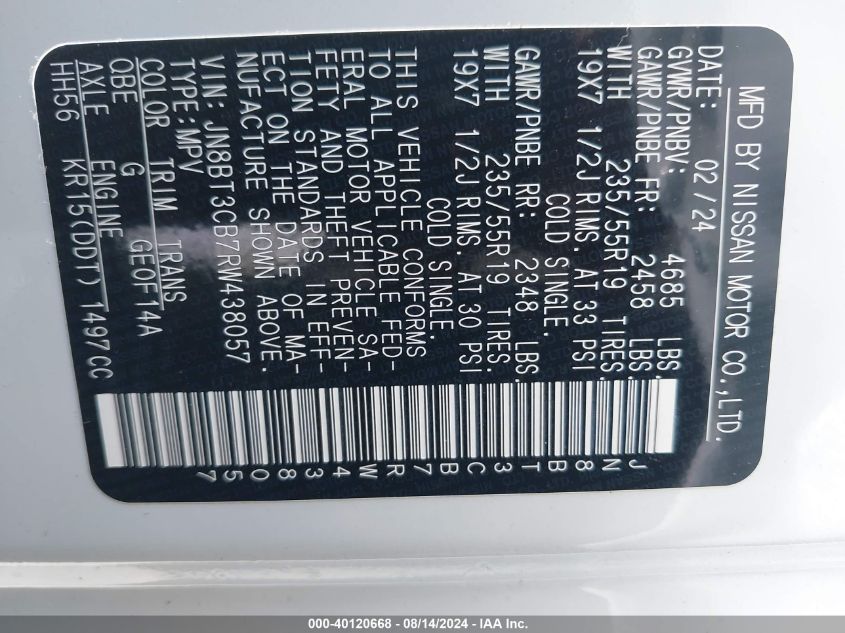 MFD BY NISSAN MOTOR CO.,LTD.
DATE: 02/24
GVWR/PNBV: 4685 LBS.
GAWR/PNBE FR: 2458 LBS.
WITH 235/55R19 TIRES.
19X7 1/2J RIMS. AT 33 PSI
COLD SINGLE.
GAWR/PNBE RR: 2348 LBS.
WITH 235/55R19 TIRES.
19X7 1/2J RIMS. AT 30 PSI
COLD SINGLE.
THIS VEHICLE CONFORMS
TO ALL APPLICABLE FED-
ERAL MOTOR VEHICLE SA-
FETY AND THEFT PREVEN-
TION STANDARDS IN EFF-
ECT ON THE DATE OF MA-
NUFACTURE SHOWN ABOVE.
VIN: JN8BT3CB7RW438057
TYPE: MPV
COLOR TRIM TRANS
QBE G GE0F14A
AXLE ENGINE
HH56 KR15(DDT) 1497CC
JN8BT3CB7RW438057
000-40120668 - 08/14/2024 - IAA Inc.